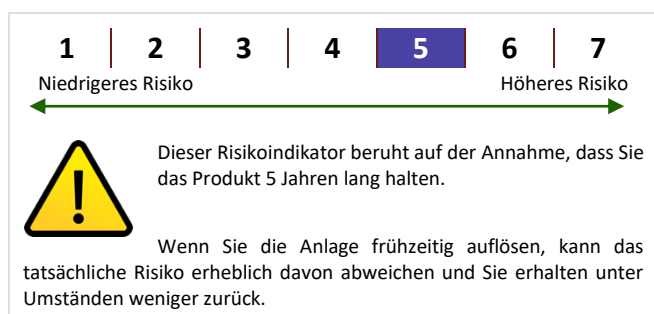 1 2 3 4 5 6 7
Niedrigeres Risiko Höheres Risiko
Dieser Risikoindikator beruht auf der Annahme, dass Sie
das Produkt 5 Jahren lang halten.
Wenn Sie die Anlage frühzeitig auflösen, kann das
tatsächliche Risiko erheblich davon abweichen und Sie erhalten unter
Umständen weniger zurück.